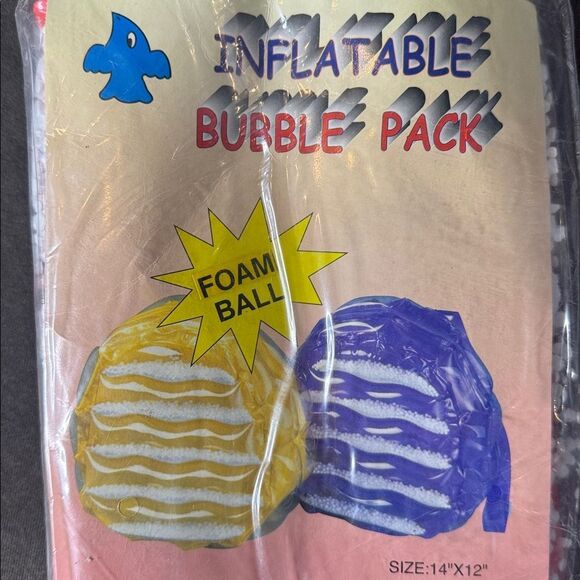 INFLATABLE
BUBBLE PACK
FOAM
BALL
SIZE:14"X12"